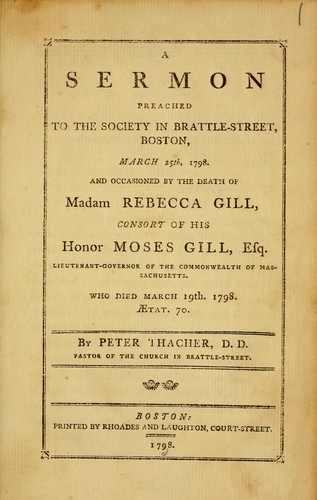 A
SERMON
PREACHED
TO THE SOCIETY IN BRATTLE-STREET,
BOSTON,
MARCH 25th, 1798.
AND OCCASIONED BY THE DEATH OF
Madam REBECCA GILL,
CONSORT OF HIS
Honor MOSES GILL, Esq.
LIEUTENANT-GOVERNOR OF THE COMMONWEALTH OF MAS-
SACHUSETTS.
WHO DIED MARCH 19th. 1798.
ÆTAT. 70.
By PETER THACHER, D. D.
PASTOR OF THE CHURCH IN BRATTLE-STREET.
BOSTON:
PRINTED BY RHOADES AND LAUGHTON, COURT-STREET.
1798.